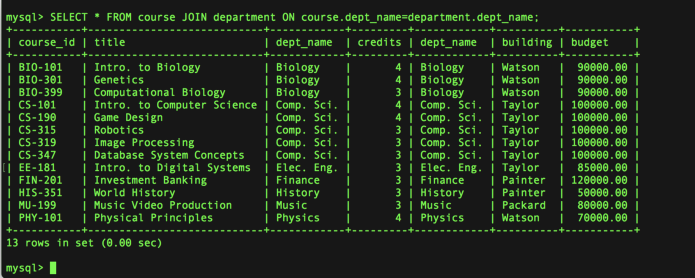 mysql> SELECT * FROM course JOIN department ON course.dept_name=department.dept_name;
+-----------+----------------------------+------------+---------+------------+----------+-----------+
| course_id | title                      | dept_name  | credits | dept_name  | building | budget    |
+-----------+----------------------------+------------+---------+------------+----------+-----------+
| BIO-101   | Intro. to Biology          | Biology    |       4 | Biology    | Watson   |  90000.00 |
| BIO-301   | Genetics                   | Biology    |       4 | Biology    | Watson   |  90000.00 |
| BIO-399   | Computational Biology      | Biology    |       3 | Biology    | Watson   |  90000.00 |
| CS-101    | Intro. to Computer Science | Comp. Sci. |       4 | Comp. Sci. | Taylor   | 100000.00 |
| CS-190    | Game Design                | Comp. Sci. |       4 | Comp. Sci. | Taylor   | 100000.00 |
| CS-315    | Robotics                   | Comp. Sci. |       3 | Comp. Sci. | Taylor   | 100000.00 |
| CS-319    | Image Processing           | Comp. Sci. |       3 | Comp. Sci. | Taylor   | 100000.00 |
| CS-347    | Database System Concepts   | Comp. Sci. |       3 | Comp. Sci. | Taylor   | 100000.00 |
| EE-181    | Intro. to Digital Systems  | Elec. Eng. |       3 | Elec. Eng. | Taylor   |  85000.00 |
| FIN-201   | Investment Banking         | Finance    |       3 | Finance    | Painter  | 120000.00 |
| HIS-351   | World History              | History    |       3 | History    | Painter  |  50000.00 |
| MU-199    | Music Video Production     | Music      |       3 | Music      | Packard  |  80000.00 |
| PHY-101   | Physical Principles        | Physics    |       4 | Physics    | Watson   |  70000.00 |
+-----------+----------------------------+------------+---------+------------+----------+-----------+
13 rows in set (0.00 sec)
mysql>